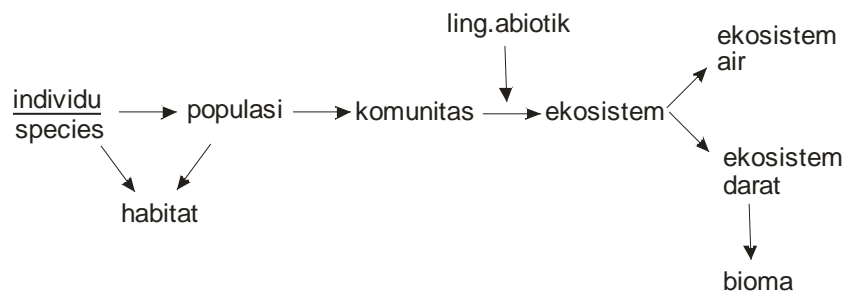 ling.abiotik
ekosistem
air
individu
species
populasi
komunitas
ekosistem
ekosistem
darat
habitat
bioma